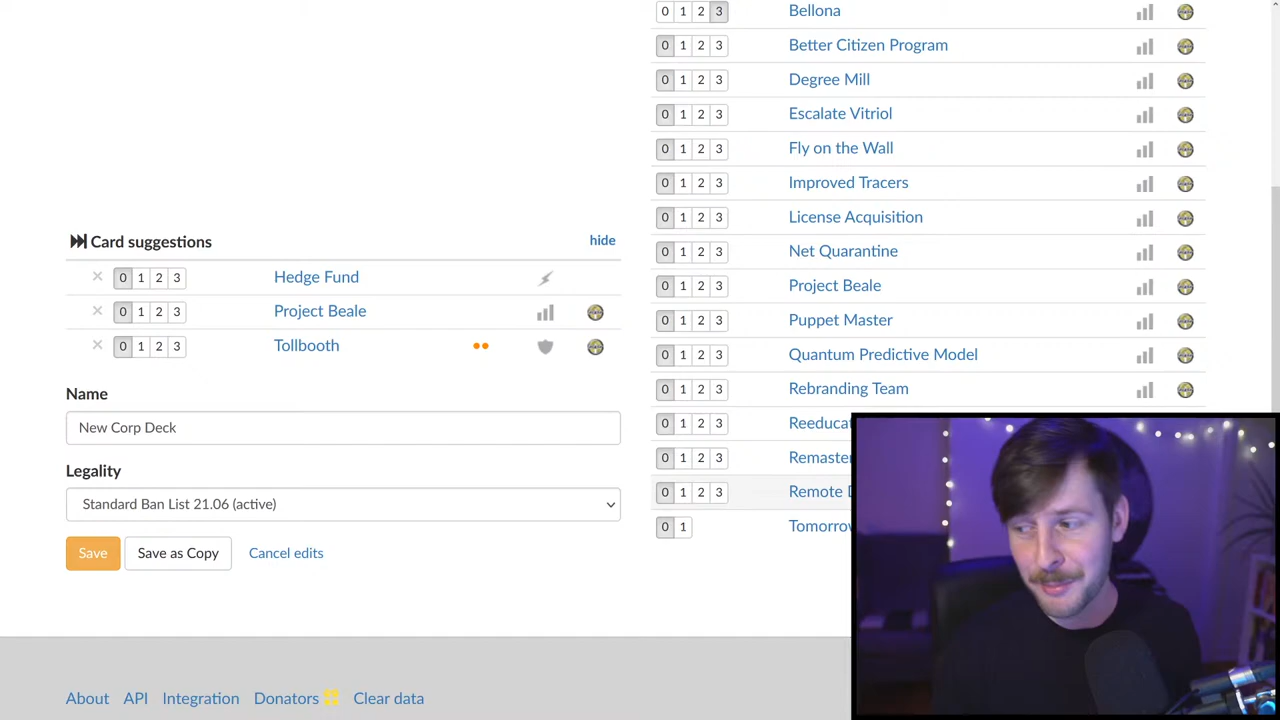 Card suggestions
hide
0 1 2 3 Hedge Fund
0 1 2 3 Project Beale
0 1 2 3 Tollbooth
Name
New Corp Deck
Legality
Standard Ban List 21.06 (active)
Save
Save as Copy
Cancel edits
0 1 2 3 Bellona
0 1 2 3 Better Citizen Program
0 1 2 3 Degree Mill
0 1 2 3 Escalate Vitriol
0 1 2 3 Fly on the Wall
0 1 2 3 Improved Tracers
0 1 2 3 License Acquisition
0 1 2 3 Net Quarantine
0 1 2 3 Project Beale
0 1 2 3 Puppet Master
0 1 2 3 Quantum Predictive Model
0 1 2 3 Rebranding Team
0 1 2 3 Reeducat
0 1 2 3 Remaster
0 1 2 3 Remote
0 1 Tomorrow
About API Integration Donators Clear data